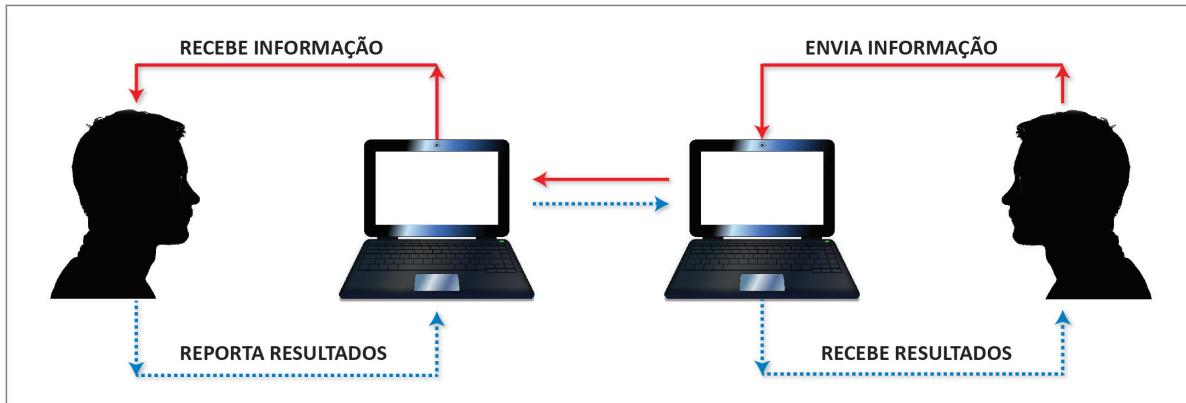 RECEBE INFORMAÇÃO
ENVIA INFORMAÇÃO
REPORTA RESULTADOS
RECEBE RESULTADOS